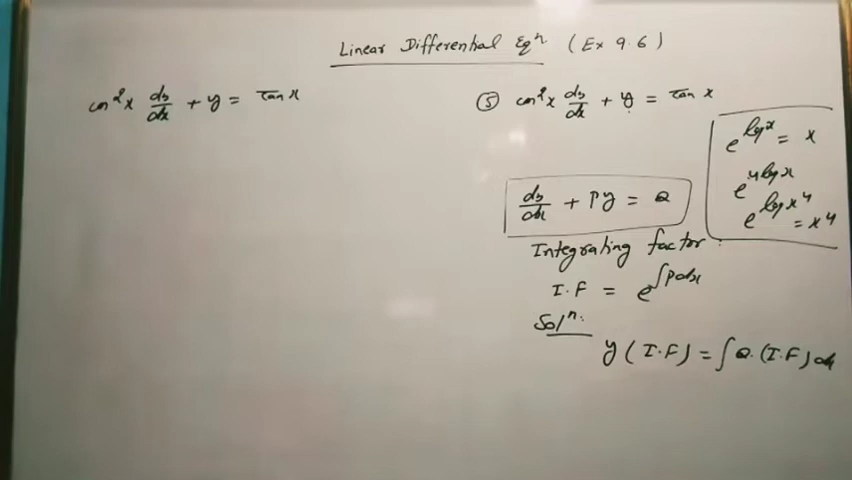 Linear Differential Eqⁿ (Ex 9.6)
cos²x dy/dx + y = Tan x
⑤ cos²x dy/dx + y = Tan x
e^{log x} = x
e^{4 log x}
e^{log x⁴} = x⁴
dy/dx + Py = Q
Integrating factor
I.F = e^{∫Pdx}
Solⁿ:
y (I.F) = ∫Q.(I.F) dx